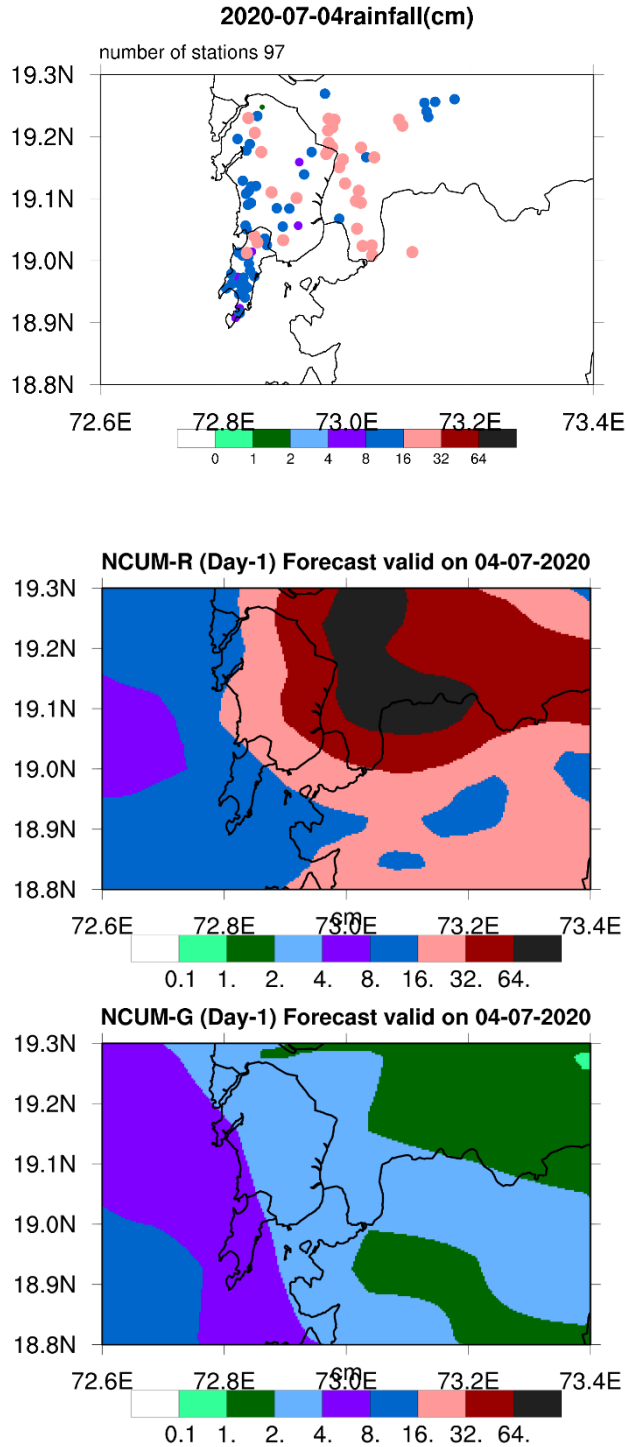 2020-07-04rainfall(cm)
number of stations 97
19.3N
19.2N
19.1N
19.0N
18.9N
18.8N
72.6E 72.8E 73.0E 73.2E 73.4E
0 1 2 4 8 16 32 64
NCUM-R (Day-1) Forecast valid on 04-07-2020
19.3N
19.2N
19.1N
19.0N
18.9N
18.8N
72.6E 72.8E 73.0E 73.2E 73.4E
cm
0.1 1. 2. 4. 8. 16. 32. 64.
NCUM-G (Day-1) Forecast valid on 04-07-2020
19.3N
19.2N
19.1N
19.0N
18.9N
18.8N
72.6E 72.8E 73.0E 73.2E 73.4E
cm
0.1 1. 2. 4. 8. 16. 32. 64.